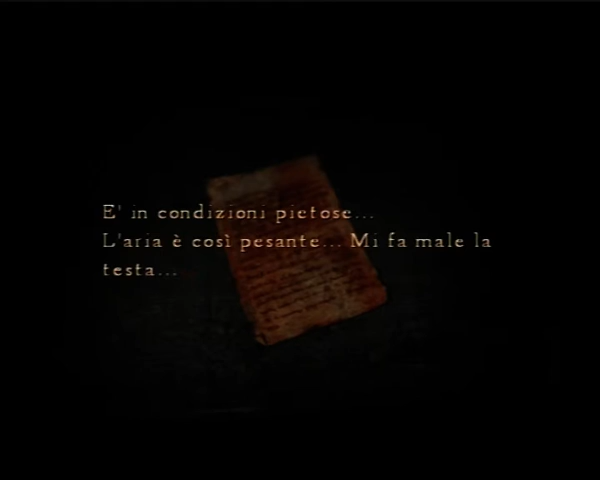 E' in condizioni pietose...
L'aria è così pesante... Mi fa male la
testa...